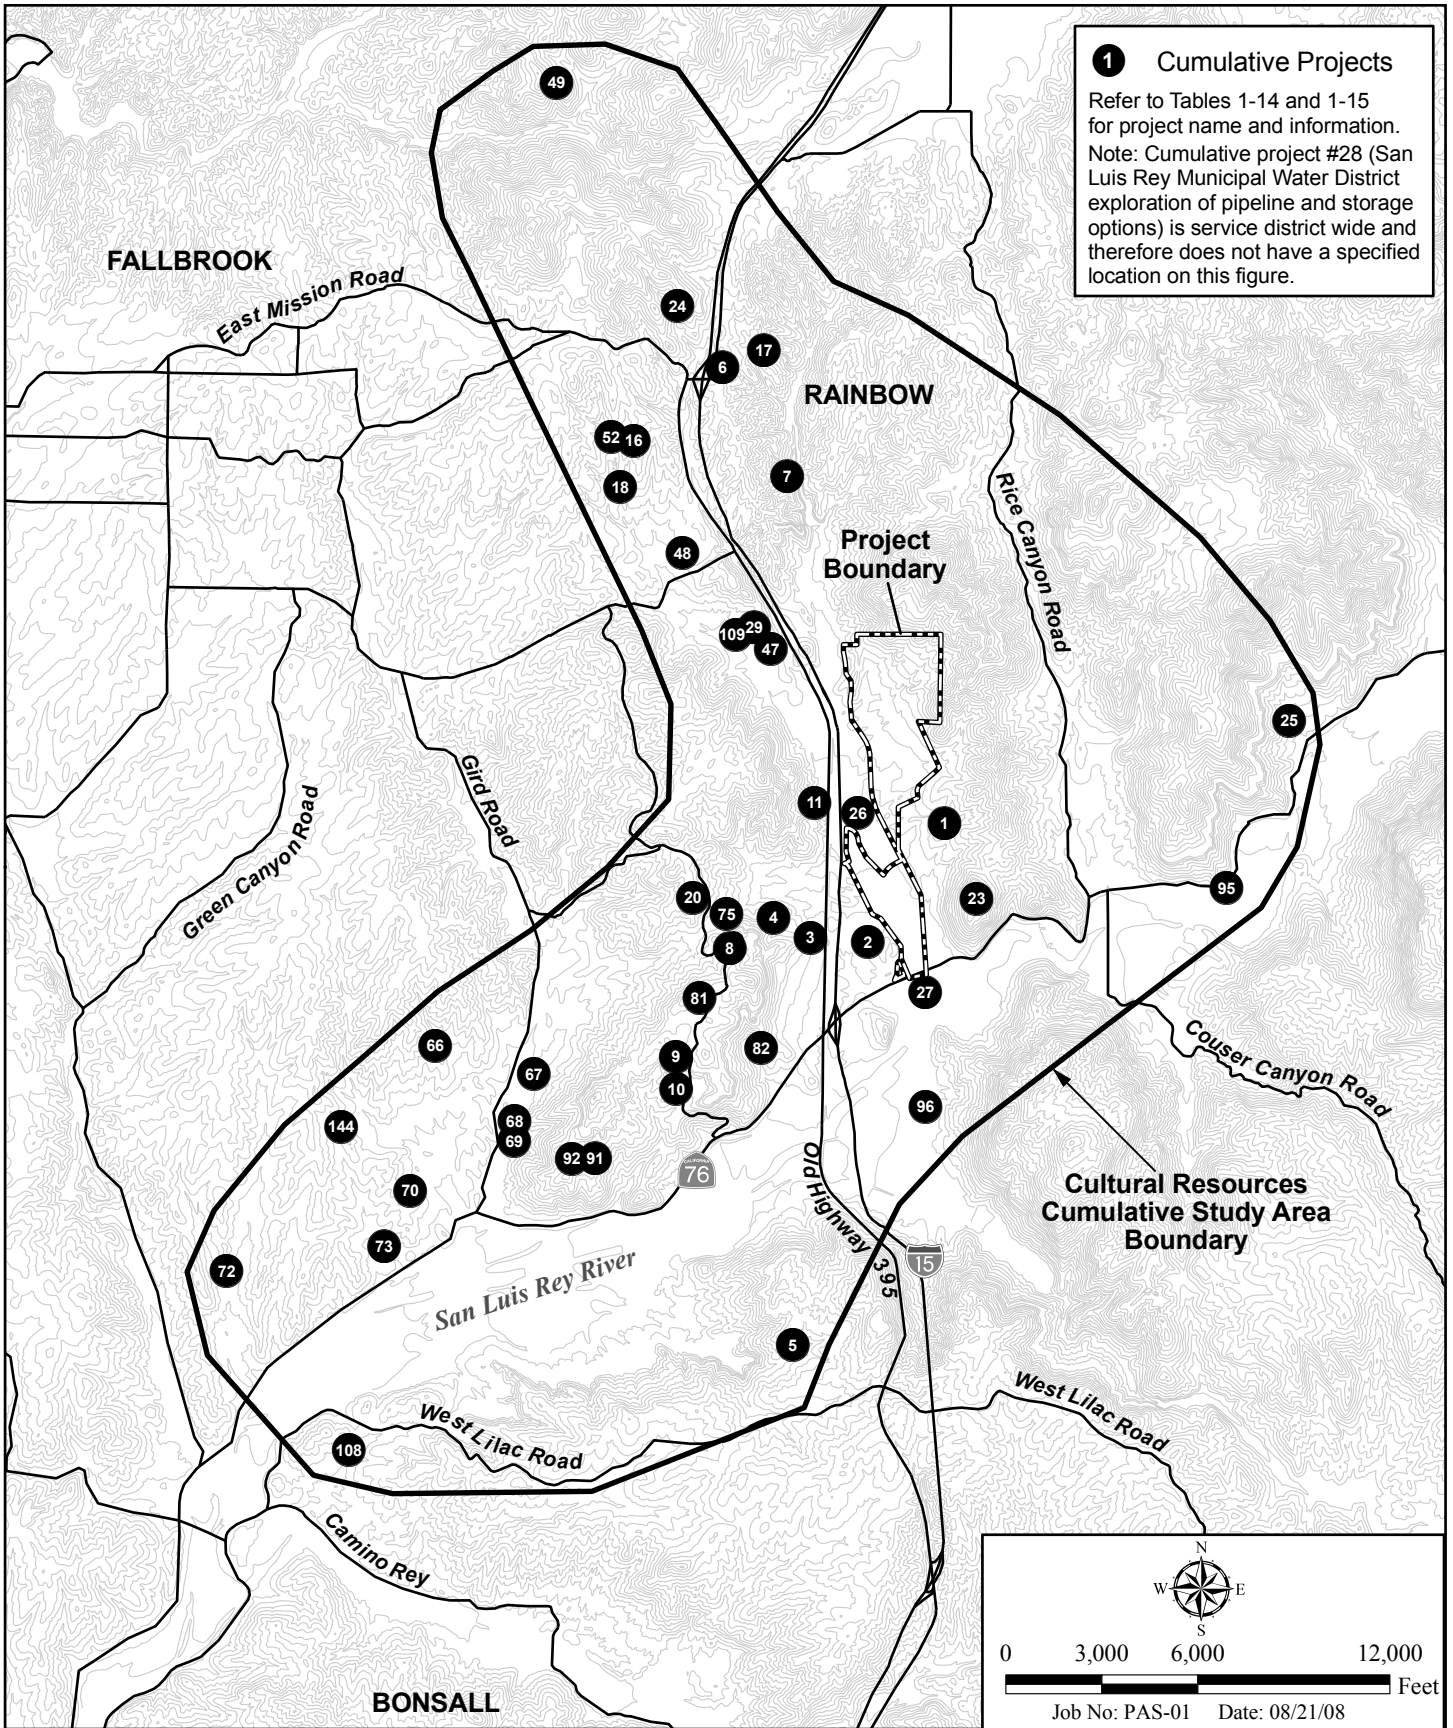 1 Cumulative Projects
Refer to Tables 1-14 and 1-15
for project name and information.
Note: Cumulative project #28 (San
Luis Rey Municipal Water District
exploration of pipeline and storage
options) is service district wide and
therefore does not have a specified
location on this figure.
49
FALLBROOK
East Mission Road
24
17
6
RAINBOW
52
16
7
18
Rice Canyon Road
48
Project
Boundary
109
29
47
25
Gird Road
Green Canyon Road
11
26
1
95
20
23
75
4
3
2
8
27
81
66
82
9
Couser Canyon Road
67
10
96
68
144
69
92
91
76
Old Highway 395
70
Cultural Resources
Cumulative Study Area
Boundary
73
72
15
San Luis Rey River
5
West Lilac Road
West Lilac Road
108
Camino Rey
BONSALL
N
W
E
S
0 3,000 6,000 12,000
Feet
Job No: PAS-01 Date: 08/21/08